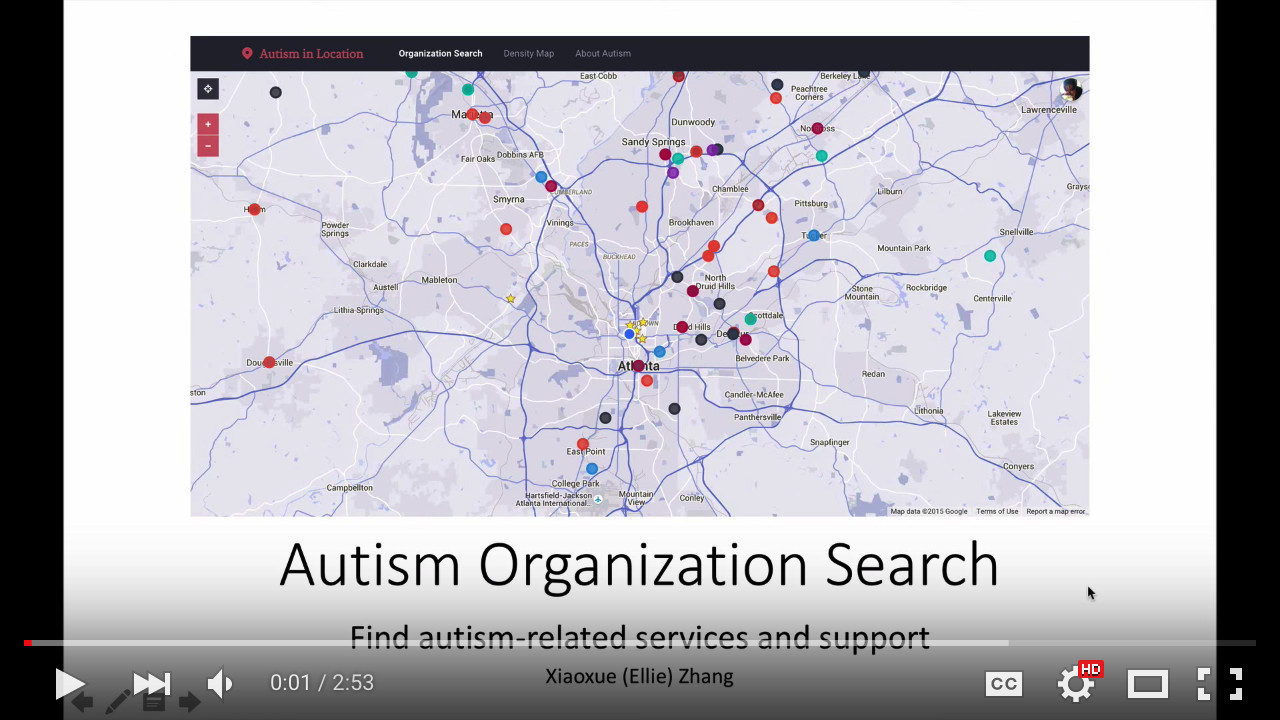 Autism in Location Organization Search Density Map About Autism
East Cobb
Berkeley Lake
Peachtree
Corners
Lawrenceville
Marietta
Dunwoody
Norcross
Sandy Springs
Fair Oaks
Dobbins AFB
Chamblee
Lilburn
Grays
CUMBERLAND
Smyrna
Pittsburg
Hiram
Powder
Springs
Vinings
Brookhaven
Tucker
Snellville
PACES
Mountain Park
BUCKHEAD
Clarkdale
Austell
Mableton
North
Druid Hills
Stone
Mountain
Rockbridge
Centerville
Lithia Springs
Scottdale
Druid Hills
Decatur
Douglasville
Atlanta
Belvedere Park
Redan
ston
Candler-McAfee
Panthersville
Lithonia
Lakeview
Estates
Snapfinger
East Point
Conyers
College Park
Campbellton
Hartsfield-Jackson
Atlanta International...
Mountain
View
Conley
Map data ©2015 Google Terms of Use Report a map error
Autism Organization Search
Find autism-related services and support
Xiaoxue (Ellie) Zhang
0:01 / 2:53
CC
HD